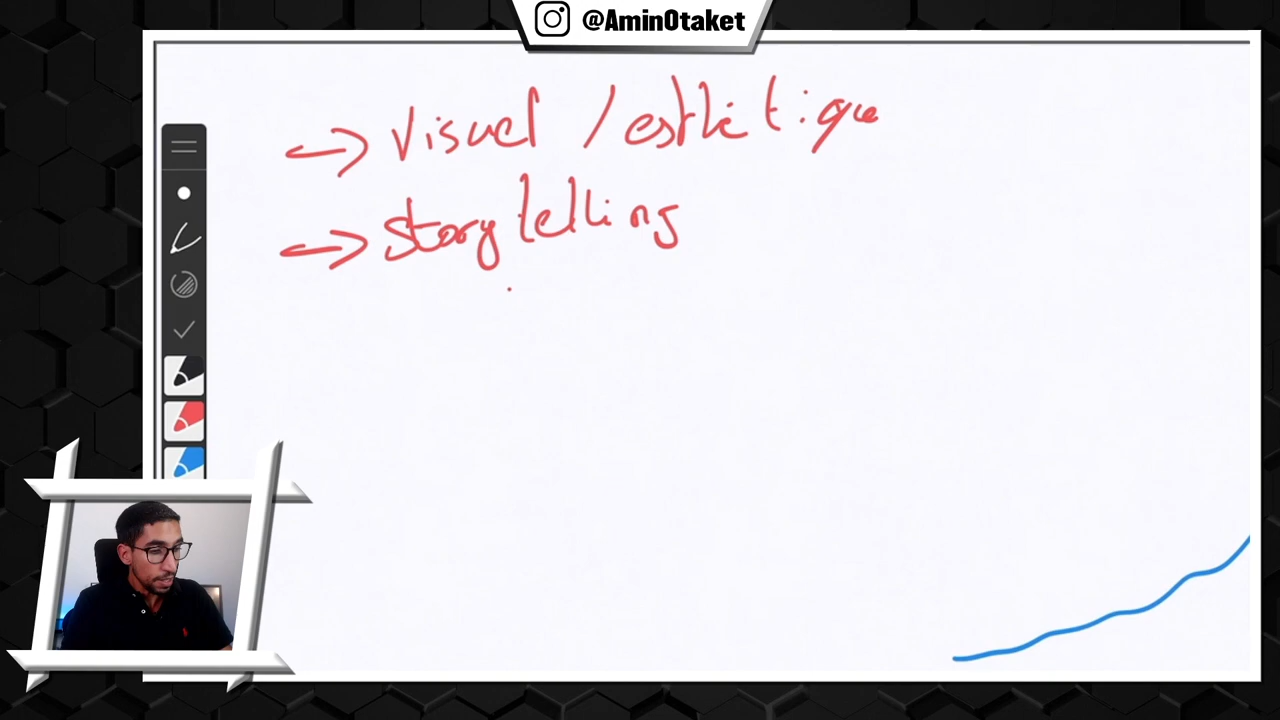 @AminOtaket
→ Visuel / esthétique
→ Storytelling